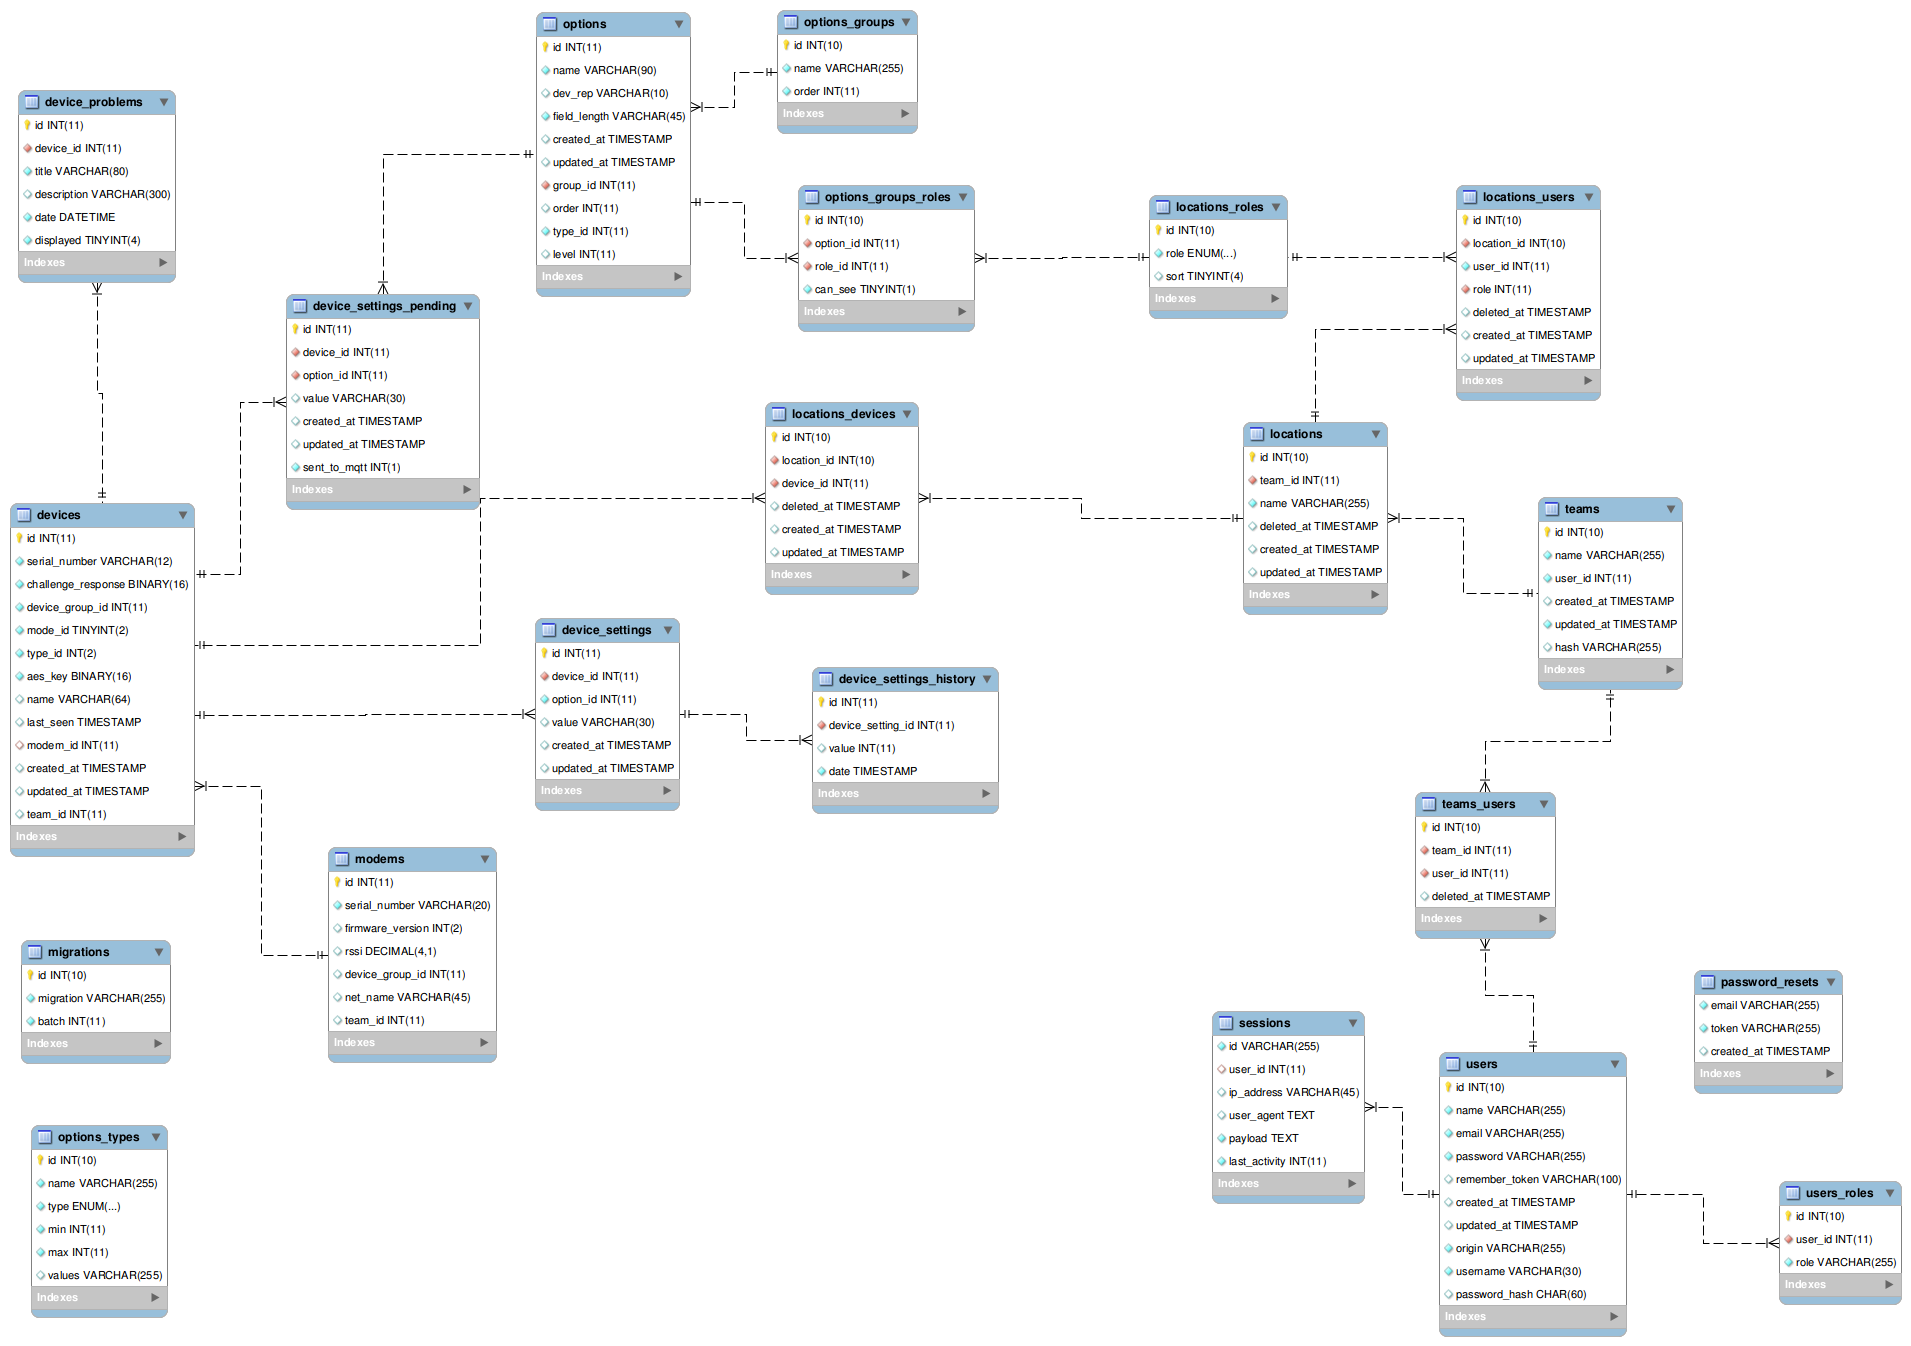 options
id INT(11)
name VARCHAR(90)
dev_rep VARCHAR(10)
field_length VARCHAR(45)
created_at TIMESTAMP
updated_at TIMESTAMP
group_id INT(11)
order INT(11)
type_id INT(11)
level INT(11)
Indexes
options_groups
id INT(10)
name VARCHAR(255)
order INT(11)
Indexes
device_problems
id INT(11)
device_id INT(11)
title VARCHAR(80)
description VARCHAR(300)
date DATETIME
displayed TINYINT(4)
Indexes
options_groups_roles
id INT(10)
option_id INT(11)
role_id INT(11)
can_see TINYINT(1)
Indexes
locations_roles
id INT(10)
role ENUM(...)
sort TINYINT(4)
Indexes
locations_users
id INT(10)
location_id INT(10)
user_id INT(11)
role INT(11)
deleted_at TIMESTAMP
created_at TIMESTAMP
updated_at TIMESTAMP
Indexes
device_settings_pending
id INT(11)
device_id INT(11)
option_id INT(11)
value VARCHAR(30)
created_at TIMESTAMP
updated_at TIMESTAMP
sent_to_mqtt INT(1)
Indexes
locations_devices
id INT(10)
location_id INT(10)
device_id INT(11)
deleted_at TIMESTAMP
created_at TIMESTAMP
updated_at TIMESTAMP
Indexes
locations
id INT(10)
team_id INT(11)
name VARCHAR(255)
deleted_at TIMESTAMP
created_at TIMESTAMP
updated_at TIMESTAMP
Indexes
teams
id INT(10)
name VARCHAR(255)
user_id INT(11)
created_at TIMESTAMP
updated_at TIMESTAMP
hash VARCHAR(255)
Indexes
devices
id INT(11)
serial_number VARCHAR(12)
challenge_response BINARY(16)
device_group_id INT(11)
mode_id TINYINT(2)
type_id INT(2)
aes_key BINARY(16)
name VARCHAR(64)
last_seen TIMESTAMP
modem_id INT(11)
created_at TIMESTAMP
updated_at TIMESTAMP
team_id INT(11)
Indexes
device_settings
id INT(11)
device_id INT(11)
option_id INT(11)
value VARCHAR(30)
created_at TIMESTAMP
updated_at TIMESTAMP
Indexes
device_settings_history
id INT(11)
device_setting_id INT(11)
value INT(11)
date TIMESTAMP
Indexes
teams_users
id INT(10)
team_id INT(11)
user_id INT(11)
deleted_at TIMESTAMP
Indexes
modems
id INT(11)
serial_number VARCHAR(20)
firmware_version INT(2)
rssi DECIMAL(4,1)
device_group_id INT(11)
net_name VARCHAR(45)
team_id INT(11)
Indexes
migrations
id INT(10)
migration VARCHAR(255)
batch INT(11)
Indexes
password_resets
email VARCHAR(255)
token VARCHAR(255)
created_at TIMESTAMP
Indexes
sessions
id VARCHAR(255)
user_id INT(11)
ip_address VARCHAR(45)
user_agent TEXT
payload TEXT
last_activity INT(11)
Indexes
users
id INT(10)
name VARCHAR(255)
email VARCHAR(255)
password VARCHAR(255)
remember_token VARCHAR(100)
created_at TIMESTAMP
updated_at TIMESTAMP
origin VARCHAR(255)
username VARCHAR(30)
password_hash CHAR(60)
Indexes
options_types
id INT(10)
name VARCHAR(255)
type ENUM(...)
min INT(11)
max INT(11)
values VARCHAR(255)
Indexes
users_roles
id INT(10)
user_id INT(11)
role VARCHAR(255)
Indexes